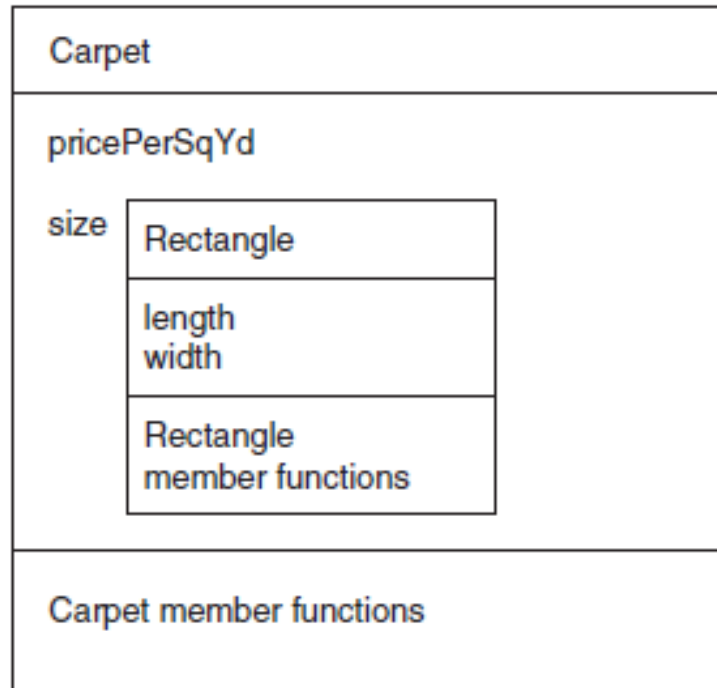 Carpet
pricePerSqYd
size
Rectangle
length
width
Rectangle
member functions
Carpet member functions